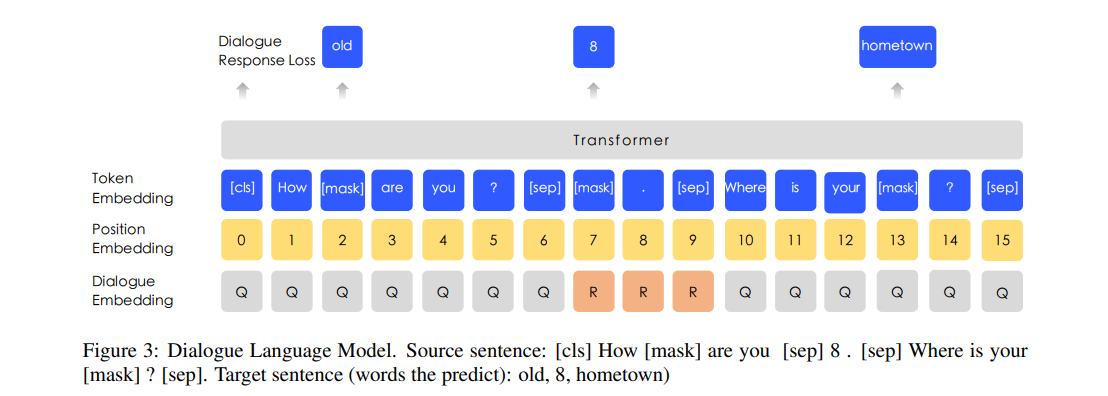 Dialogue
Response Loss
old 8 hometown
Transformer
Token
Embedding
[cls] How [mask] are you ? [sep] [mask] . [sep] Where is your [mask] ? [sep]
Position
Embedding
0 1 2 3 4 5 6 7 8 9 10 11 12 13 14 15
Dialogue
Embedding
Q Q Q Q Q Q Q R R R Q Q Q Q Q Q
Figure 3: Dialogue Language Model. Source sentence: [cls] How [mask] are you [sep] 8 . [sep] Where is your
[mask] ? [sep]. Target sentence (words the predict): old, 8, hometown)